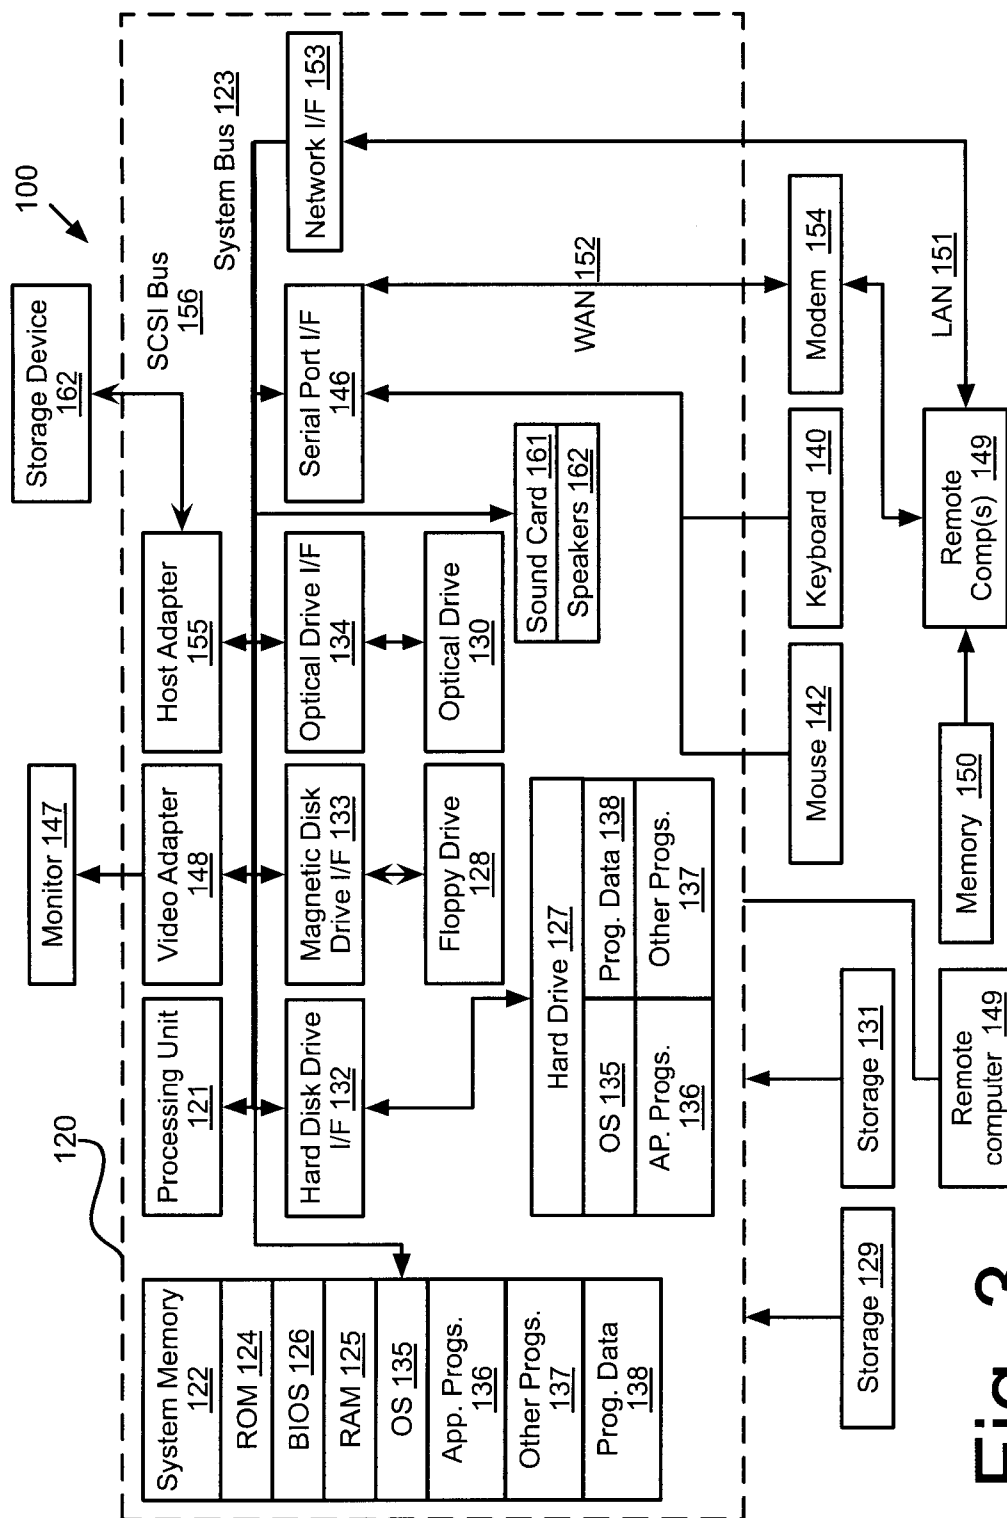 100
120
Monitor 147
Storage Device
162
SCSI Bus
156
System Memory
122
ROM 124
BIOS 126
RAM 125
OS 135
App. Progs.
136
Other Progs.
137
Prog. Data
138
Processing Unit
121
Video Adapter
148
Host Adapter
155
System Bus 123
Hard Disk Drive
I/F 132
Magnetic Disk
Drive I/F 133
Optical Drive I/F
134
Serial Port I/F
146
Network I/F 153
Floppy Drive
128
Optical Drive
130
Sound Card 161
Speakers 162
Hard Drive 127
OS 135
Prog. Data 138
AP. Progs.
136
Other Progs.
137
WAN 152
Storage 129
Storage 131
Mouse 142
Keyboard 140
Modem 154
LAN 151
Remote
computer 149
Memory 150
Remote
Comp(s) 149
Fig. 3